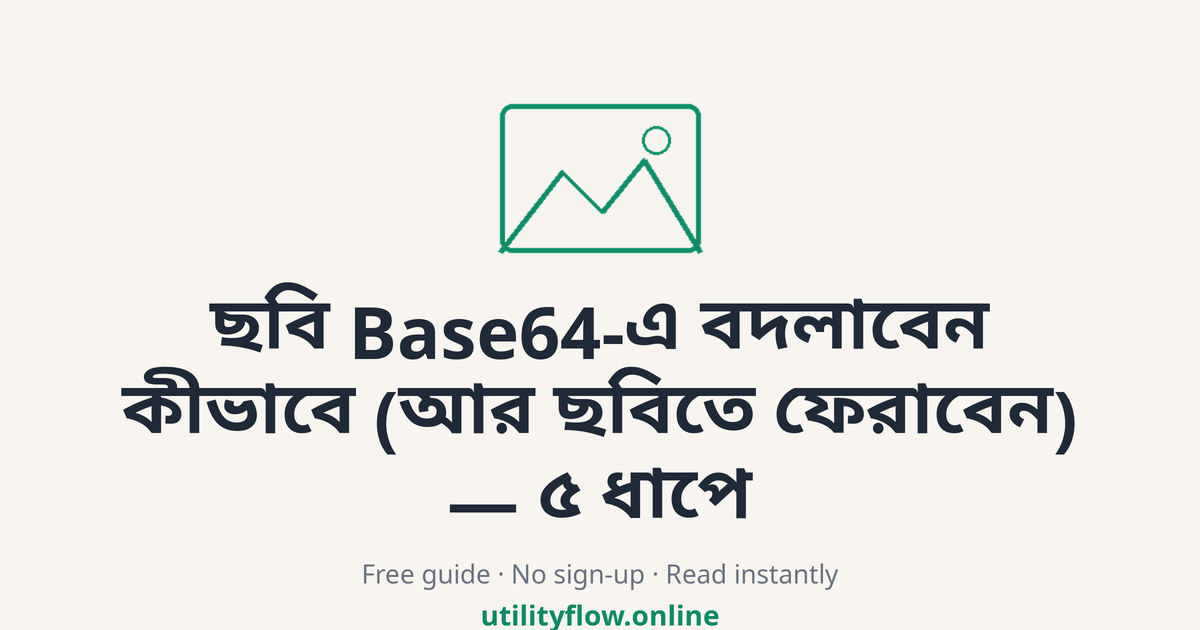 ছবি Base64-এ বদলাবেন
কীভাবে (আর ছবিতে ফেরাবেন)
— ৫ ধাপে
Free guide · No sign-up · Read instantly
utilityflow.online